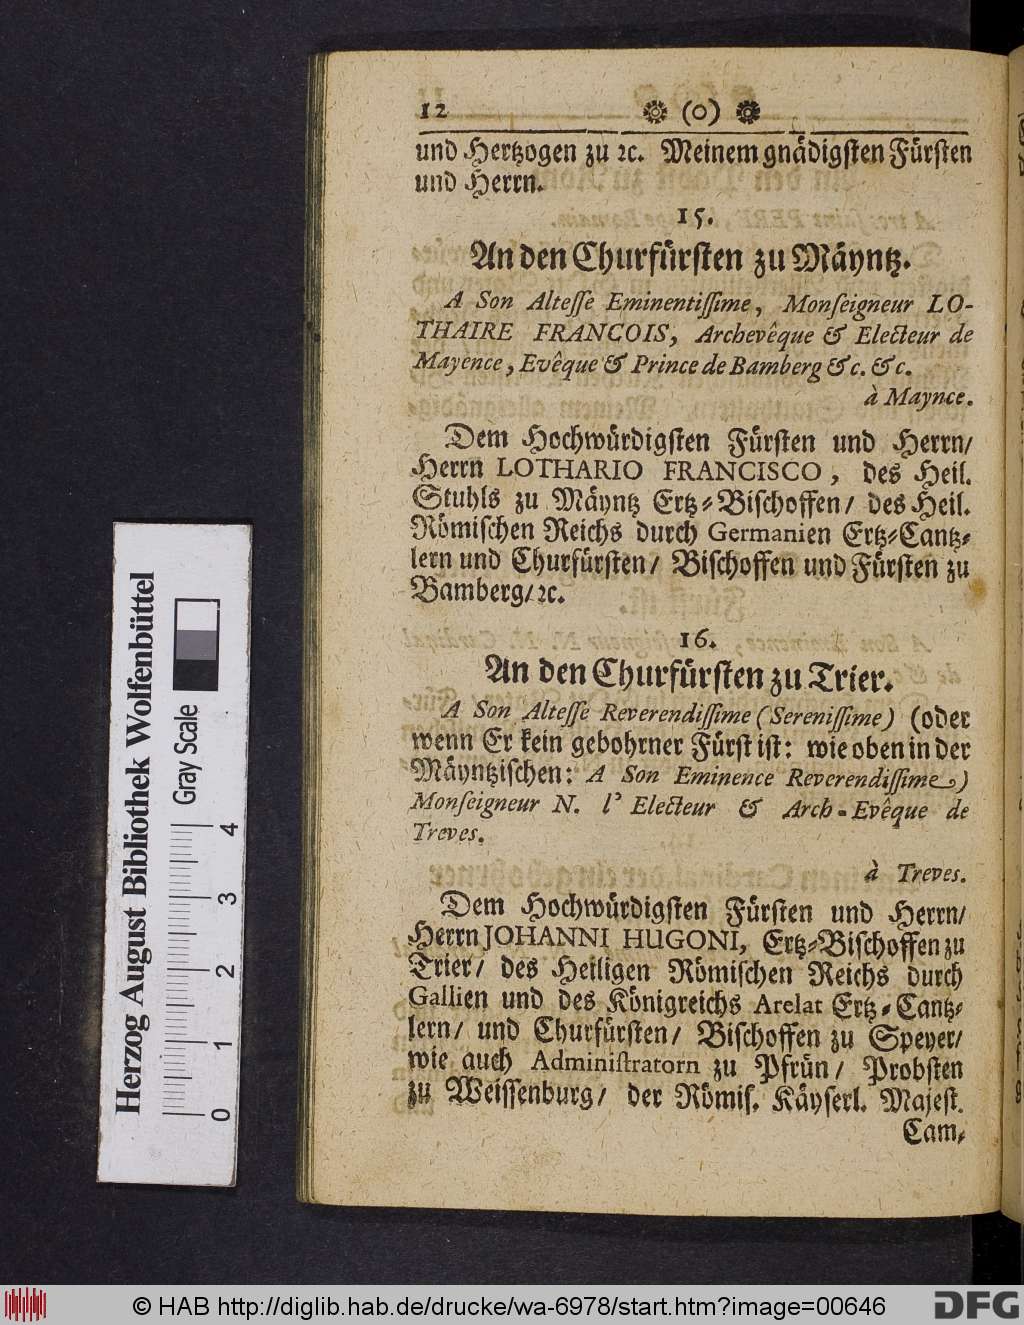 12 (o)
und Hertzogen zu ꝛc. Meinem gnädigsten Fürsten
und Herrn.
15.
An den Churfürsten zu Mäyntz.
A Son Altesſe Eminentisſime, Monſeigneur LO-
THAIRE FRANCOIS, Archevêque & Electeur de
Mayence, Evêque & Prince de Bamberg &c. &c.
à Maynce.
Dem Hochwürdigsten Fürsten und Herrn/
Herrn LOTHARIO FRANCISCO, des Heil.
Stuhls zu Mäyntz Ertz-Bischoffen/ des Heil.
Römischen Reichs durch Germanien Ertz-Cantz-
lern und Churfürsten/ Bischoffen und Fürsten zu
Bamberg/ ꝛc.
16.
An den Churfürsten zu Trier.
A Son Altesſe Reverendisſime (Serenisſime) (oder
wenn Er kein gebohrner Fürst ist: wie oben in der
Mäyntzischen: A Son Eminence Reverendisſime)
Monſeigneur N. l' Electeur & Arch-Evêque de
Treves.
à Treves.
Dem Hochwürdigsten Fürsten und Herrn/
Herrn JOHANNI HUGONI, Ertz-Bischoffen zu
Trier/ des Heiligen Römischen Reichs durch
Gallien und des Königreichs Arelat Ertz-Cantz-
lern/ und Churfürsten/ Bischoffen zu Speyer/
wie auch Adminiſtratorn zu Pfrün/ Probsten
zu Weissenburg/ der Römis. Käyserl. Majest.
Cam-
Herzog August Bibliothek Wolfenbüttel
Gray Scale
0 1 2 3 4
© HAB http://diglib.hab.de/drucke/wa-6978/start.htm?image=00646
DFG